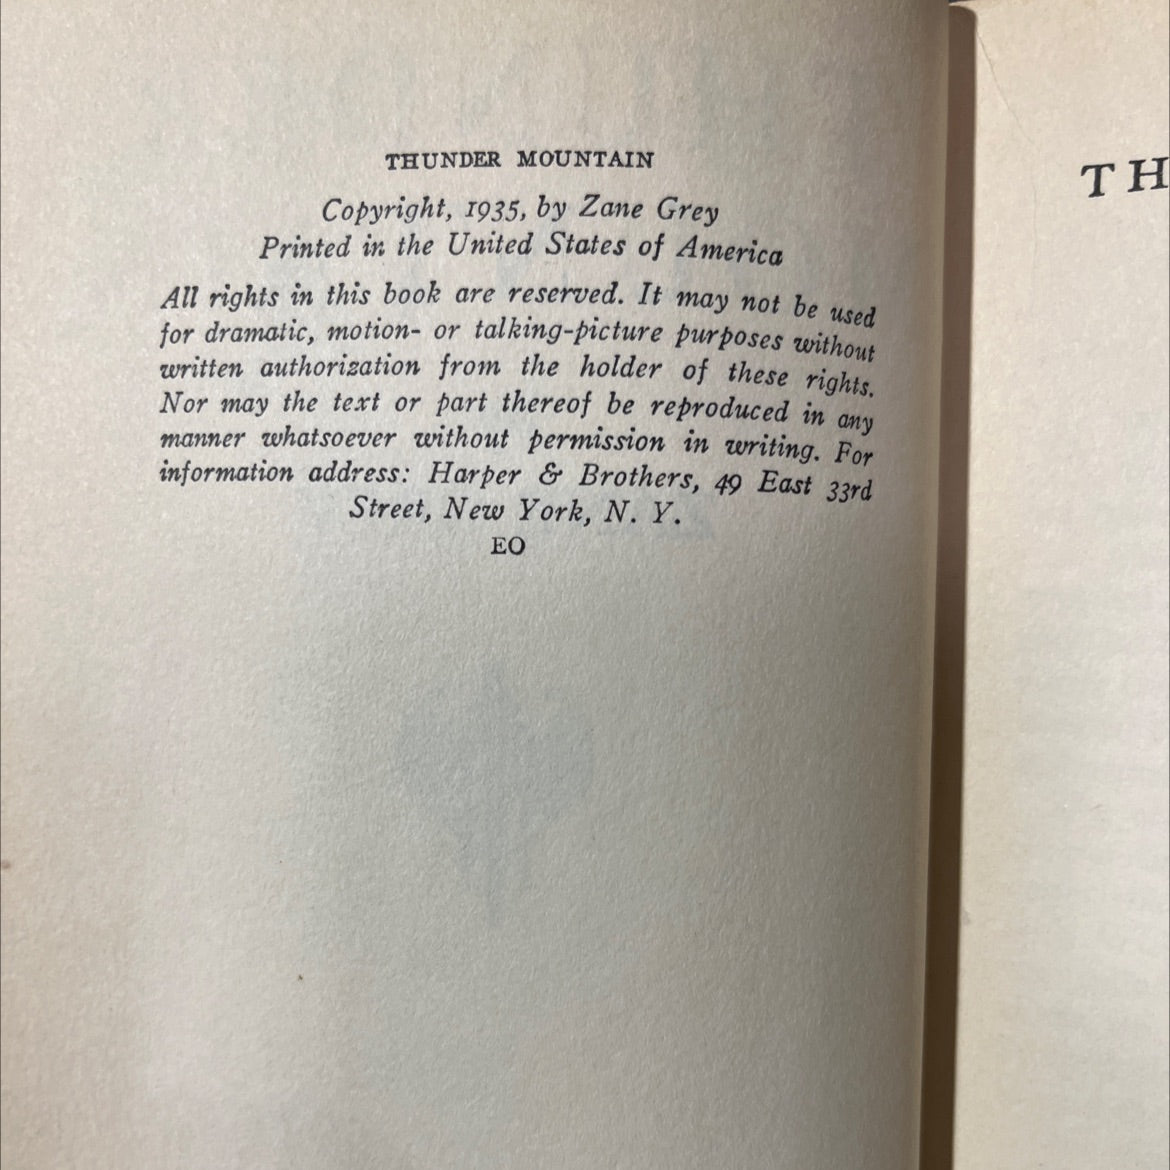 THUNDER MOUNTAIN
Copyright, 1935, by Zane Grey
Printed in the United States of America
All rights in this book are reserved. It may not be used
for dramatic, motion- or talking-picture purposes without
written authorization from the holder of these rights.
Nor may the text or part thereof be reproduced in any
manner whatsoever without permission in writing. For
information address: Harper & Brothers, 49 East 33rd
Street, New York, N. Y.
EO
TH